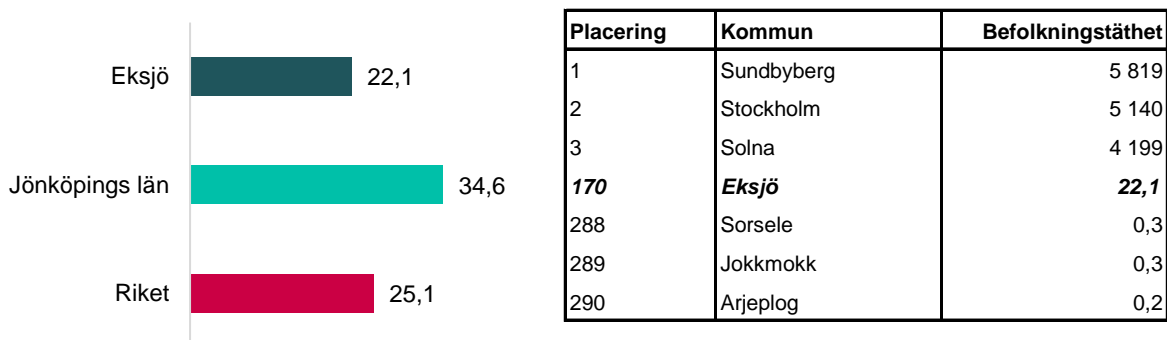 Eksjö 22,1
Jönköpings län 34,6
Riket 25,1
Placering Kommun Befolkningstäthet
1 Sundbyberg 5 819
2 Stockholm 5 140
3 Solna 4 199
170 Eksjö 22,1
288 Sorsele 0,3
289 Jokkmokk 0,3
290 Arjeplog 0,2